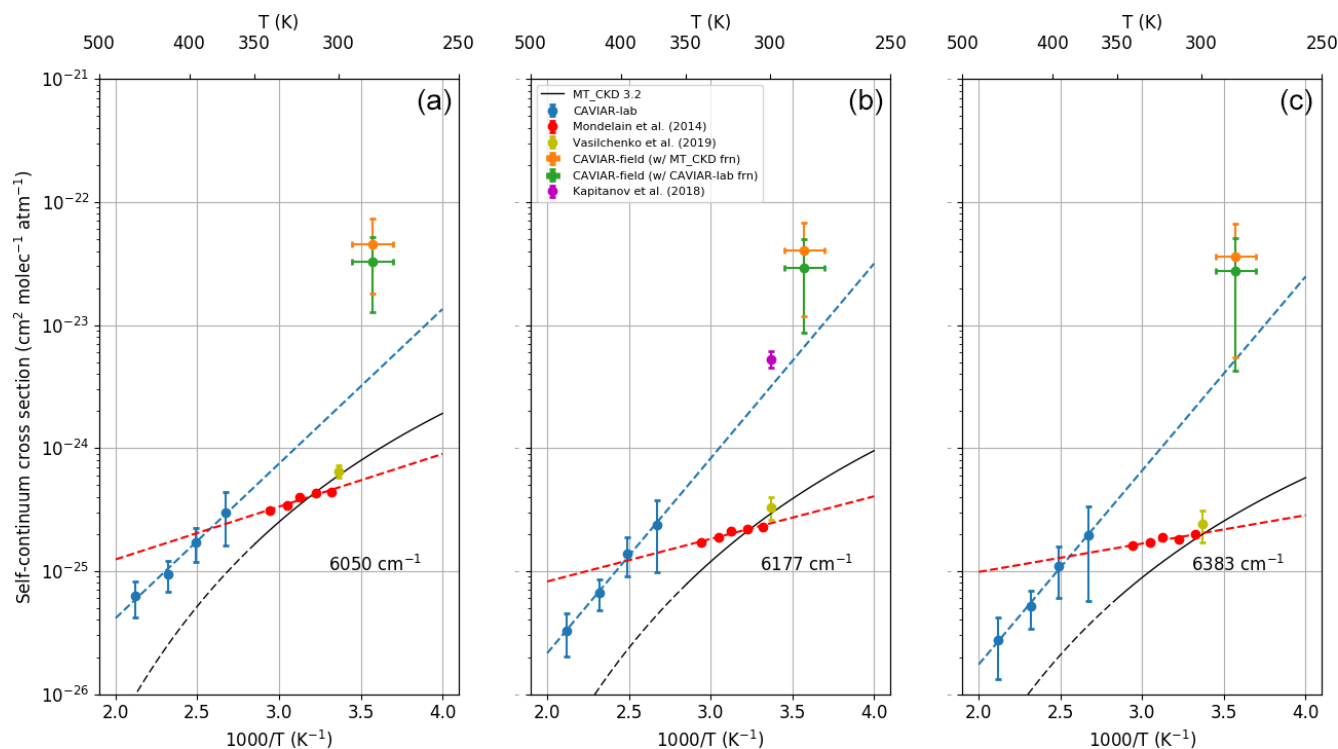 T (K)
T (K)
T (K)
500 400 350 300 250
500 400 350 300 250
500 400 350 300 250
Self-continuum cross section (cm² molec⁻¹ atm⁻¹)
10⁻²¹
10⁻²²
10⁻²³
10⁻²⁴
10⁻²⁵
10⁻²⁶
(a)
6050 cm⁻¹
(b)
MT_CKD 3.2
CAVIAR-lab
Mondelain et al. (2014)
Vasilchenko et al. (2019)
CAVIAR-field (w/ MT_CKD frn)
CAVIAR-field (w/ CAVIAR-lab frn)
Kapitanov et al. (2018)
6177 cm⁻¹
(c)
6383 cm⁻¹
2.0 2.5 3.0 3.5 4.0
2.0 2.5 3.0 3.5 4.0
2.0 2.5 3.0 3.5 4.0
1000/T (K⁻¹)
1000/T (K⁻¹)
1000/T (K⁻¹)